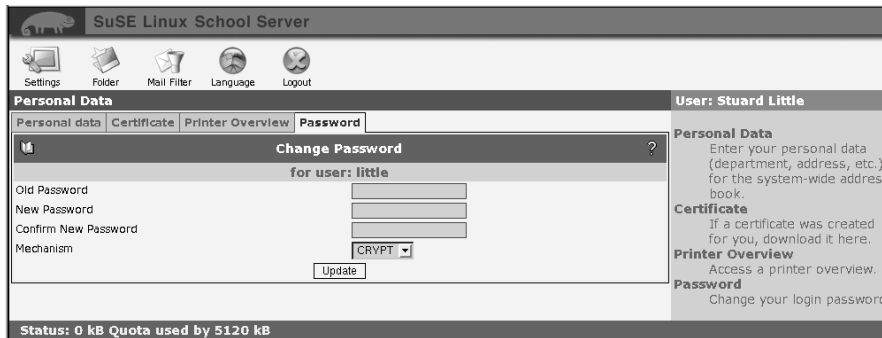 SuSE Linux School Server
Settings Folder Mail Filter Language Logout
Personal Data
Personal data Certificate Printer Overview Password
Change Password ?
for user: little
Old Password
New Password
Confirm New Password
Mechanism CRYPT
Update
User: Stuard Little
Personal Data
Enter your personal data
(department, address, etc.)
for the system-wide addres
book.
Certificate
If a certificate was created
for you, download it here.
Printer Overview
Access a printer overview.
Password
Change your login password
Status: 0 kB Quota used by 5120 kB